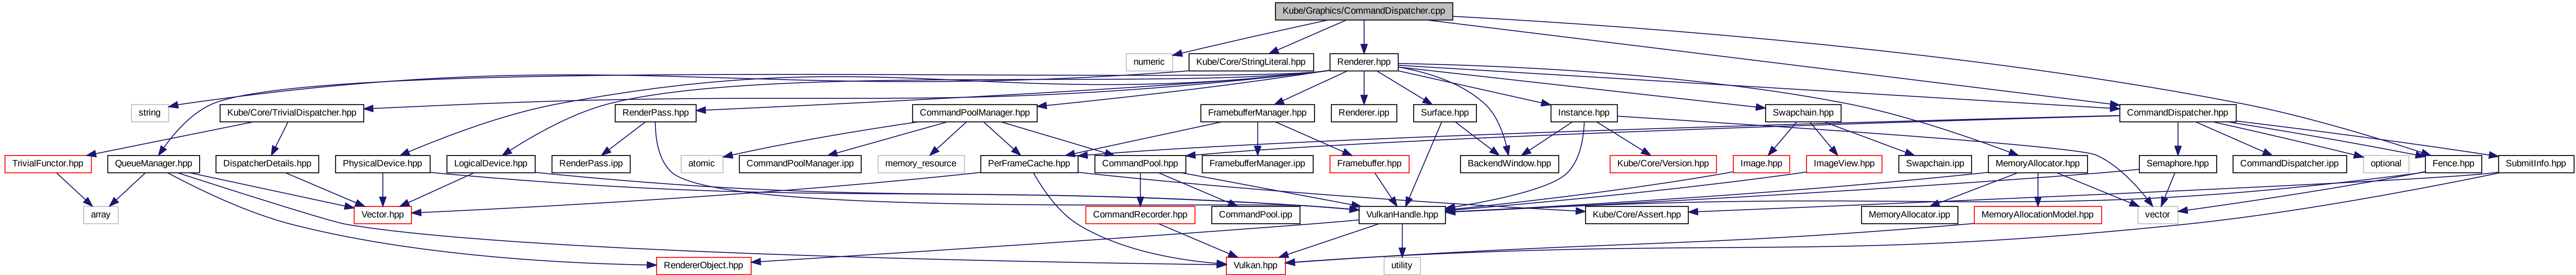 Kube/Graphics/CommandDispatcher.cpp
numeric
Kube/Core/StringLiteral.hpp
Renderer.hpp
string
Kube/Core/TrivialDispatcher.hpp
RenderPass.hpp
CommandPoolManager.hpp
FramebufferManager.hpp
Renderer.ipp
Surface.hpp
Instance.hpp
Swapchain.hpp
CommandDispatcher.hpp
TrivialFunctor.hpp
QueueManager.hpp
DispatcherDetails.hpp
PhysicalDevice.hpp
LogicalDevice.hpp
RenderPass.ipp
atomic
CommandPoolManager.ipp
memory_resource
PerFrameCache.hpp
CommandPool.hpp
FramebufferManager.ipp
Framebuffer.hpp
BackendWindow.hpp
Kube/Core/Version.hpp
Image.hpp
ImageView.hpp
Swapchain.ipp
MemoryAllocator.hpp
Semaphore.hpp
CommandDispatcher.ipp
optional
Fence.hpp
SubmitInfo.hpp
array
Vector.hpp
CommandRecorder.hpp
CommandPool.ipp
VulkanHandle.hpp
Kube/Core/Assert.hpp
MemoryAllocator.ipp
MemoryAllocationModel.hpp
vector
RendererObject.hpp
Vulkan.hpp
utility